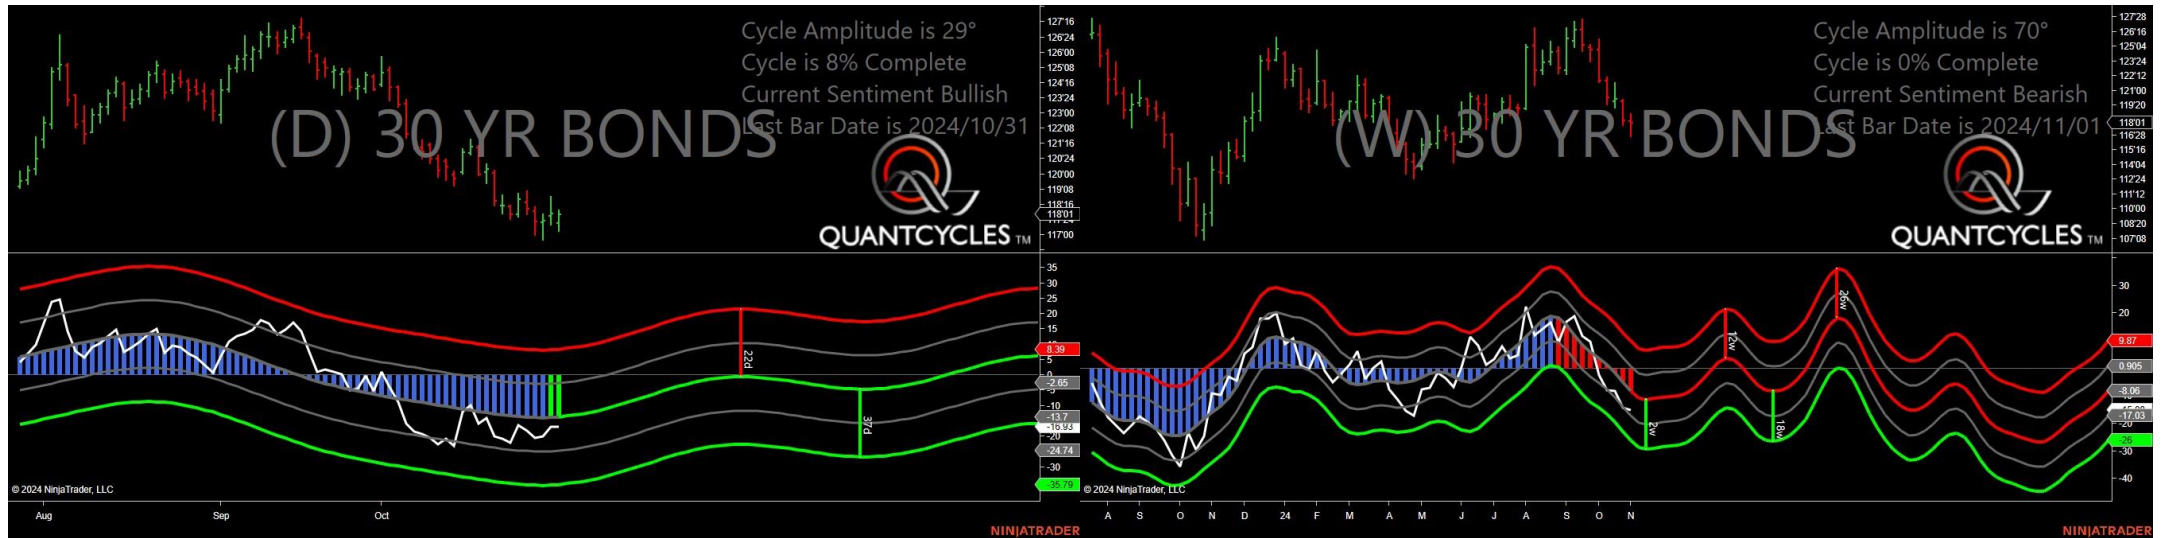 (D) 30 YR BONDS
Cycle Amplitude is 29°
Cycle is 8% Complete
Current Sentiment Bullish
Last Bar Date is 2024/10/31
QUANTCYCLES TM
127'16
126'24
126'00
125'08
124'16
123'24
123'00
122'08
121'16
120'24
120'00
119'08
118'16
118'01
117'00
35
30
25
20
15
8.39
5
0
-2.65
-10
-13.7
-16.93
-20
-24.74
-30
-35.79
22d
37d
© 2024 NinjaTrader, LLC
Aug
Sep
Oct
NINJATRADER
(W) 30 YR BONDS
Cycle Amplitude is 70°
Cycle is 0% Complete
Current Sentiment Bearish
Last Bar Date is 2024/11/01
QUANTCYCLES TM
127'28
126'16
125'04
123'24
122'12
121'00
119'20
118'01
116'28
115'16
114'04
112'24
111'12
110'00
108'20
107'08
30
20
9.87
0.905
-8.06
-17.03
-20
-26
-30
-40
2w
12w
18w
26w
© 2024 NinjaTrader, LLC
A S O N D 24 F M A M J J A S O N
NINJATRADER